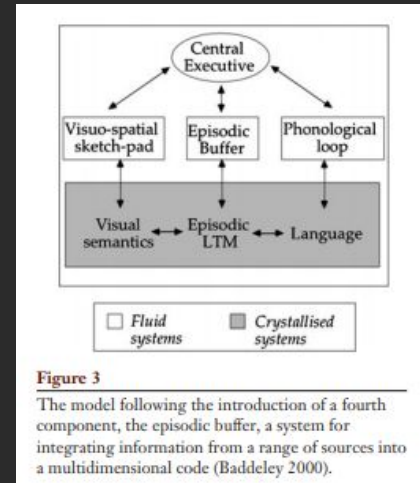 Central
Executive
Visuo-spatial
sketch-pad
Episodic
Buffer
Phonological
loop
Visual
semantics
Episodic
LTM
Language
Fluid
systems
Crystallised
systems
Figure 3
The model following the introduction of a fourth
component, the episodic buffer, a system for
integrating information from a range of sources into
a multidimensional code (Baddeley 2000).